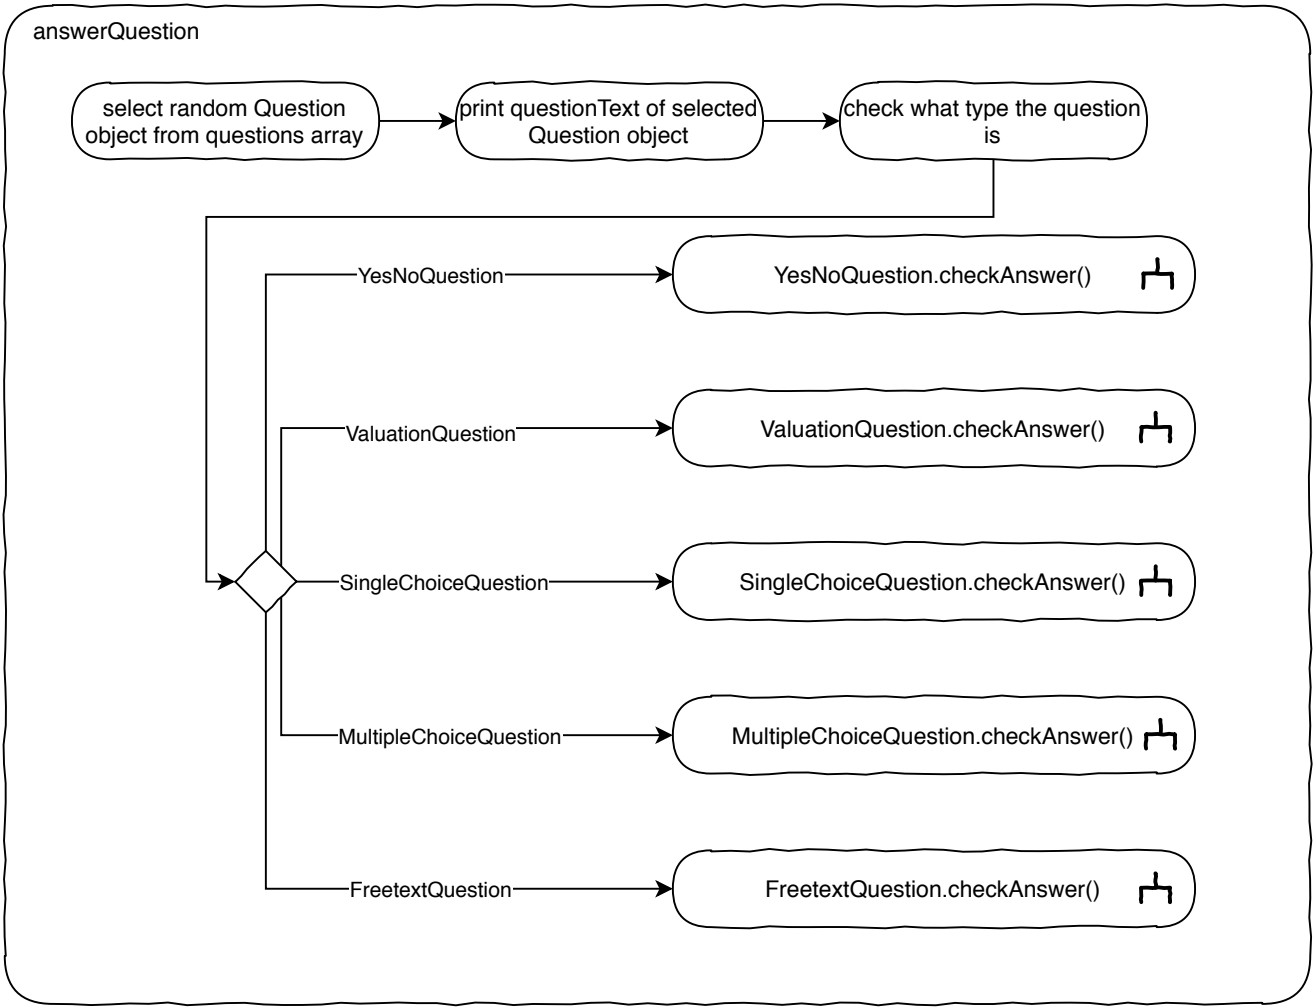 answerQuestion
select random Question
object from questions array
print questionText of selected
Question object
check what type the question
is
YesNoQuestion
YesNoQuestion.checkAnswer()
ValuationQuestion
ValuationQuestion.checkAnswer()
SingleChoiceQuestion
SingleChoiceQuestion.checkAnswer()
MultipleChoiceQuestion
MultipleChoiceQuestion.checkAnswer()
FreetextQuestion
FreetextQuestion.checkAnswer()